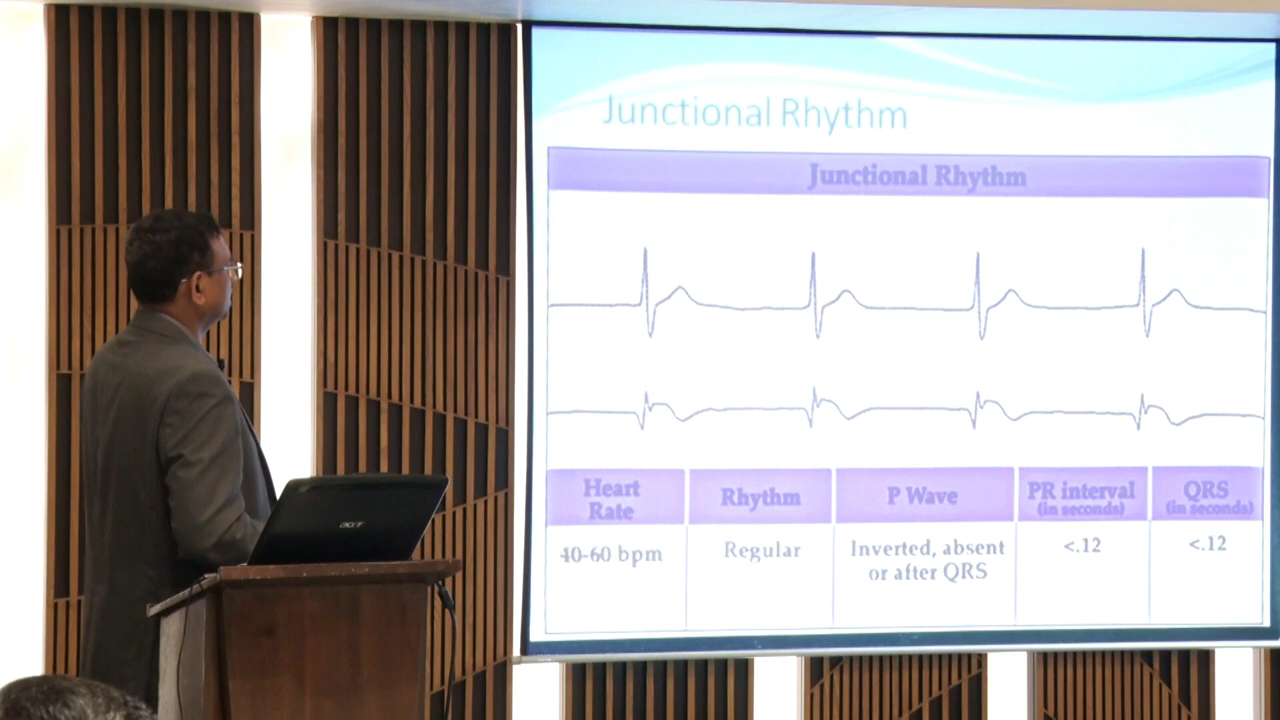 Junctional Rhythm
Junctional Rhythm
Heart
Rate
Rhythm
P Wave
PR interval
(in seconds)
QRS
(in seconds)
40-60 bpm
Regular
Inverted, absent
or after QRS
<.12
<.12
acer